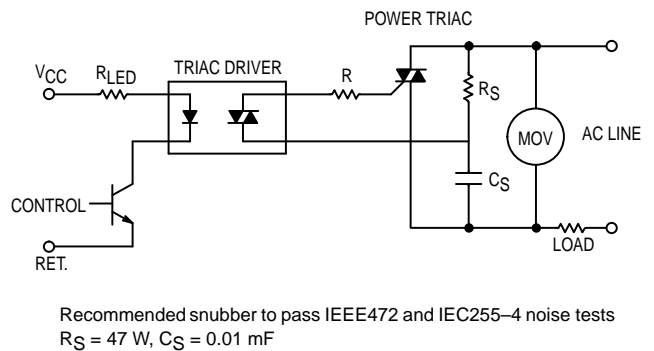 POWER TRIAC
TRIAC DRIVER
VCC
RLED
R
RS
MOV
AC LINE
CS
CONTROL
RET.
LOAD
Recommended snubber to pass IEEE472 and IEC255–4 noise tests
RS = 47 W, CS = 0.01 mF